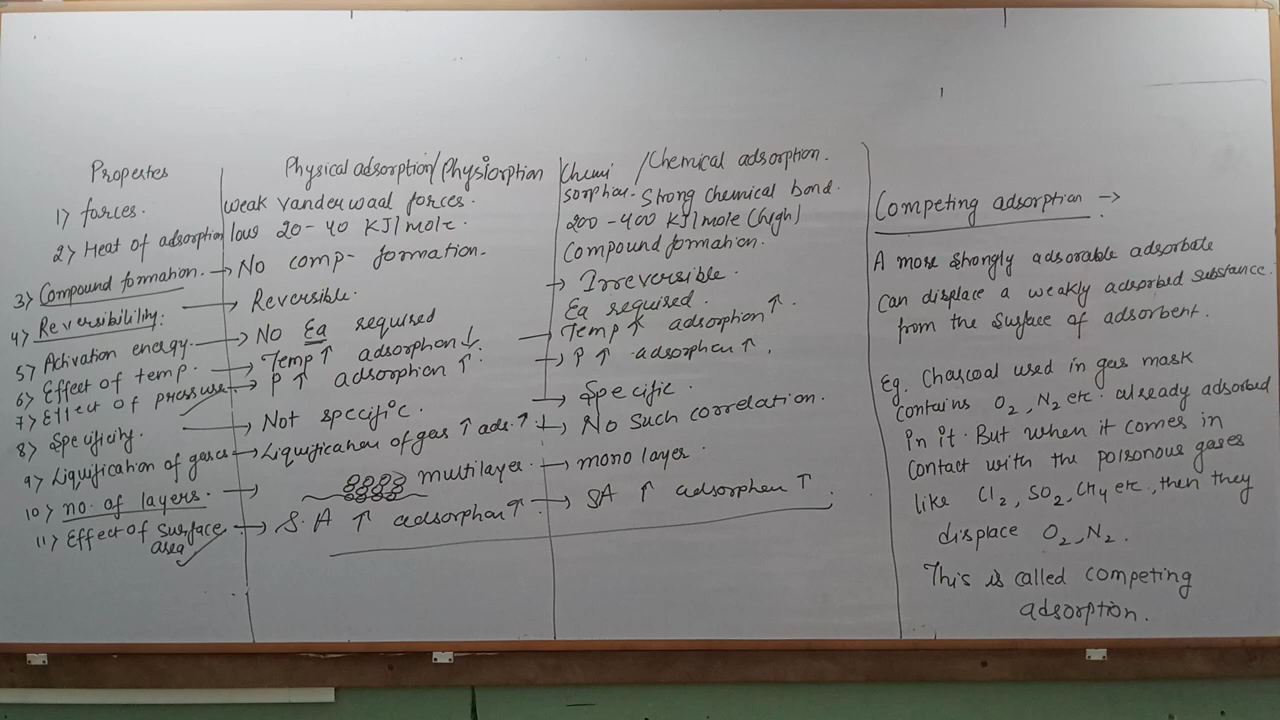 Properties Physical adsorption/Physiorption Chemi sorption. /Chemical adsorption.
1) forces. weak vanderwaal forces. Strong chemical bond.
2) Heat of adsorption low 20-40 KJ/mole. 200-400 KJ/mole (high)
3) Compound formation. → No comp- formation. Compound formation.
4) Reversibility: → Reversible. → Irreversible.
5) Activation energy. → No Ea required Ea required.
6) Effect of temp. → Temp↑ adsorption↓. Temp↑ adsorption↑.
7) Effect of pressure. → P ↑ adsorption ↑. → P ↑ adsorption ↑.
8) Specificity. → Not specific. → Specific.
9) Liquification of gases → Liquification of gas ↑ ads.↑ → No Such correlation.
10) no. of layers. → multilayer. → mono layer.
11) Effect of Surface area → S.A ↑ adsorption↑. → SA ↑ adsorption ↑.
Competing adsorption →
A more strongly adsorable adsorbate
can displace a weakly adsorbed substance.
from the surface of adsorbent.
Eg. Charcoal used in gas mask
contains O₂, N₂ etc. already adsorbed
in it. But when it comes in
contact with the poisonous gases
like Cl₂, SO₂, CH₄ etc., then they
displace O₂, N₂.
This is called competing
adsorption.